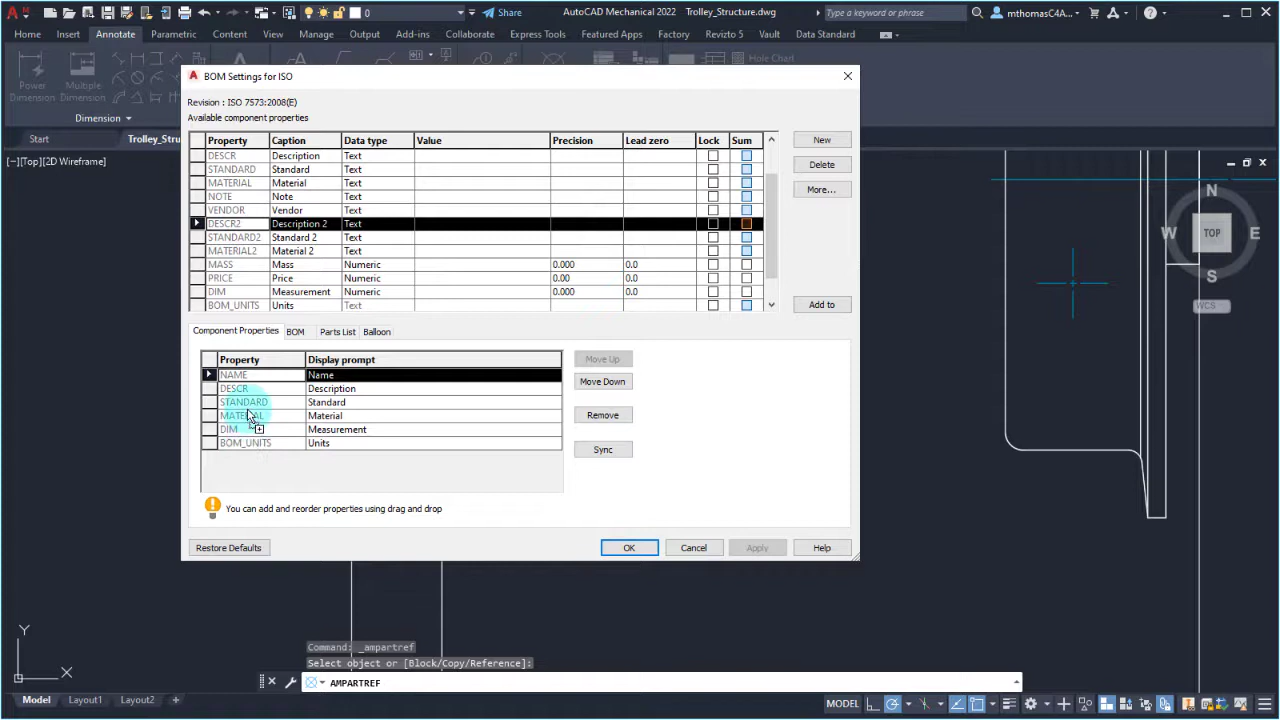 0
Share
AutoCAD Mechanical 2022
Trolley_Structure.dwg
Type a keyword or phrase
mthomasC4A...
Home Insert Annotate Parametric Content View Manage Output Add-ins Collaborate Express Tools Featured Apps Factory Revizto 5 Vault Data Standard
Power Dimension
Multiple Dimension
Hole Chart
Dimension
Start
Trolley_Stru
[−][Top][2D Wireframe]
BOM Settings for ISO
Revision : ISO 7573:2008(E)
Available component properties
Property Caption Data type Value Precision Lead zero Lock Sum
DESCR Description Text
STANDARD Standard Text
MATERIAL Material Text
NOTE Note Text
VENDOR Vendor Text
DESCR2 Description 2 Text
STANDARD2 Standard 2 Text
MATERIAL2 Material 2 Text
MASS Mass Numeric 0.000 0.0
PRICE Price Numeric 0.00 0.0
DIM Measurement Numeric 0.000 0.0
BOM_UNITS Units Text
New
Delete
More...
Add to
Component Properties BOM Parts List Balloon
Property Display prompt
NAME Name
DESCR Description
STANDARD Standard
MATERIAL Material
DIM Measurement
BOM_UNITS Units
Move Up
Move Down
Remove
Sync
You can add and reorder properties using drag and drop
Restore Defaults OK Cancel Apply Help
N
W TOP E
S
WCS
Y
X
Command: _ampartref
Select object or [Block/Copy/Reference]:
AMPARTREF
Model Layout1 Layout2 +
MODEL